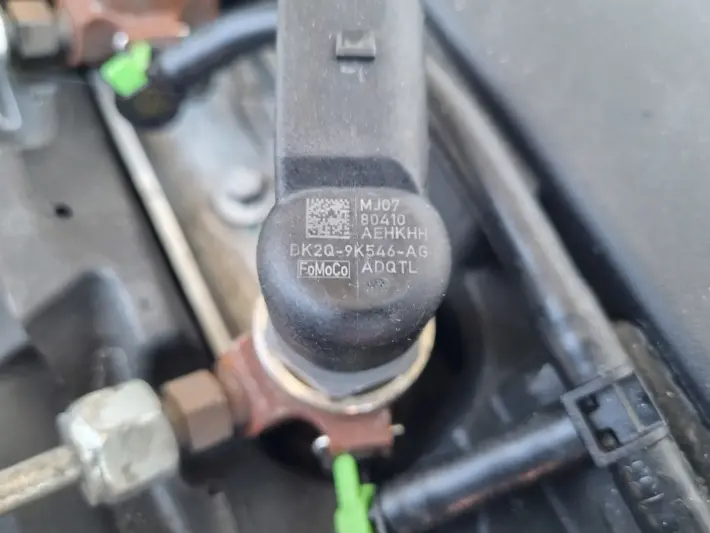 MJ07
80410
AEHKHH
BK2Q-9K546-AG
FoMoCo ADQTL